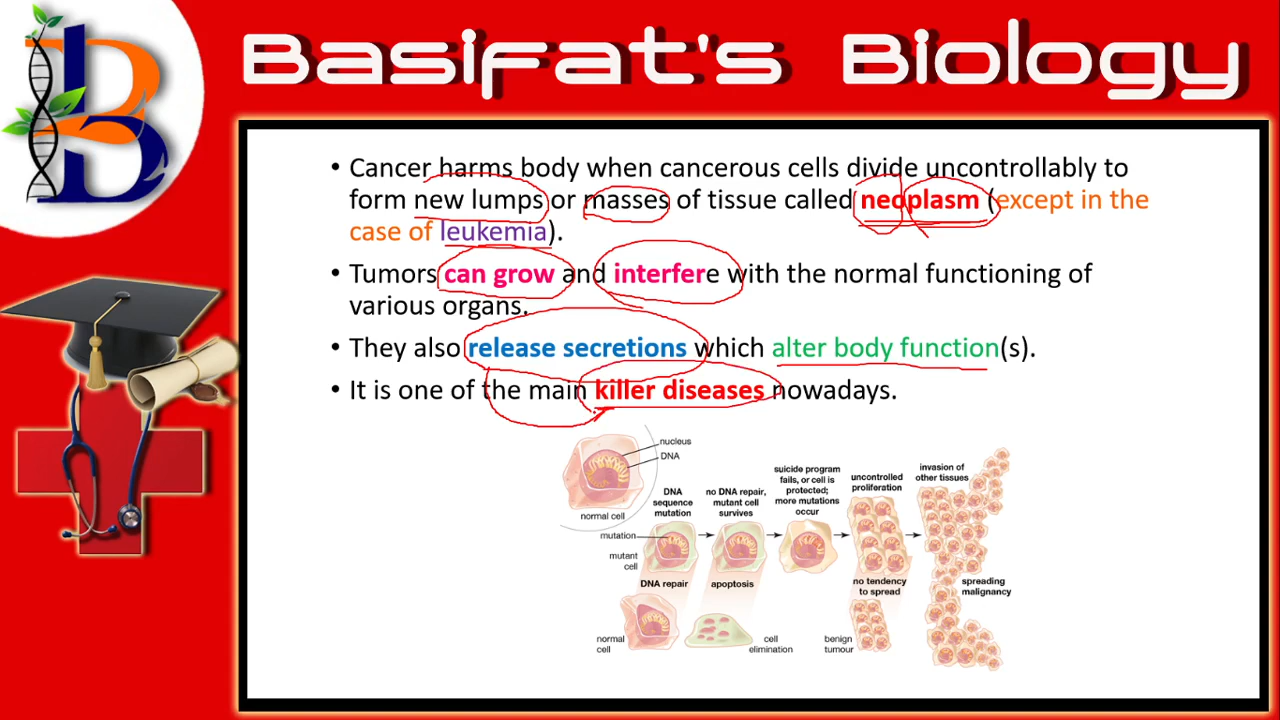 Basifat's Biology
• Cancer harms body when cancerous cells divide uncontrollably to
form new lumps or masses of tissue called neoplasm (except in the
case of leukemia).
• Tumors can grow and interfere with the normal functioning of
various organs.
• They also release secretions which alter body function(s).
• It is one of the main killer diseases nowadays.
nucleus
DNA
normal cell
DNA
sequence
mutation
no DNA repair,
mutant cell
survives
suicide program
fails, or cell is
protected;
more mutations
occur
uncontrolled
proliferation
invasion of
other tissues
mutation
mutant
cell
DNA repair
apoptosis
no tendency
to spread
spreading
malignancy
normal
cell
cell
elimination
benign
tumour